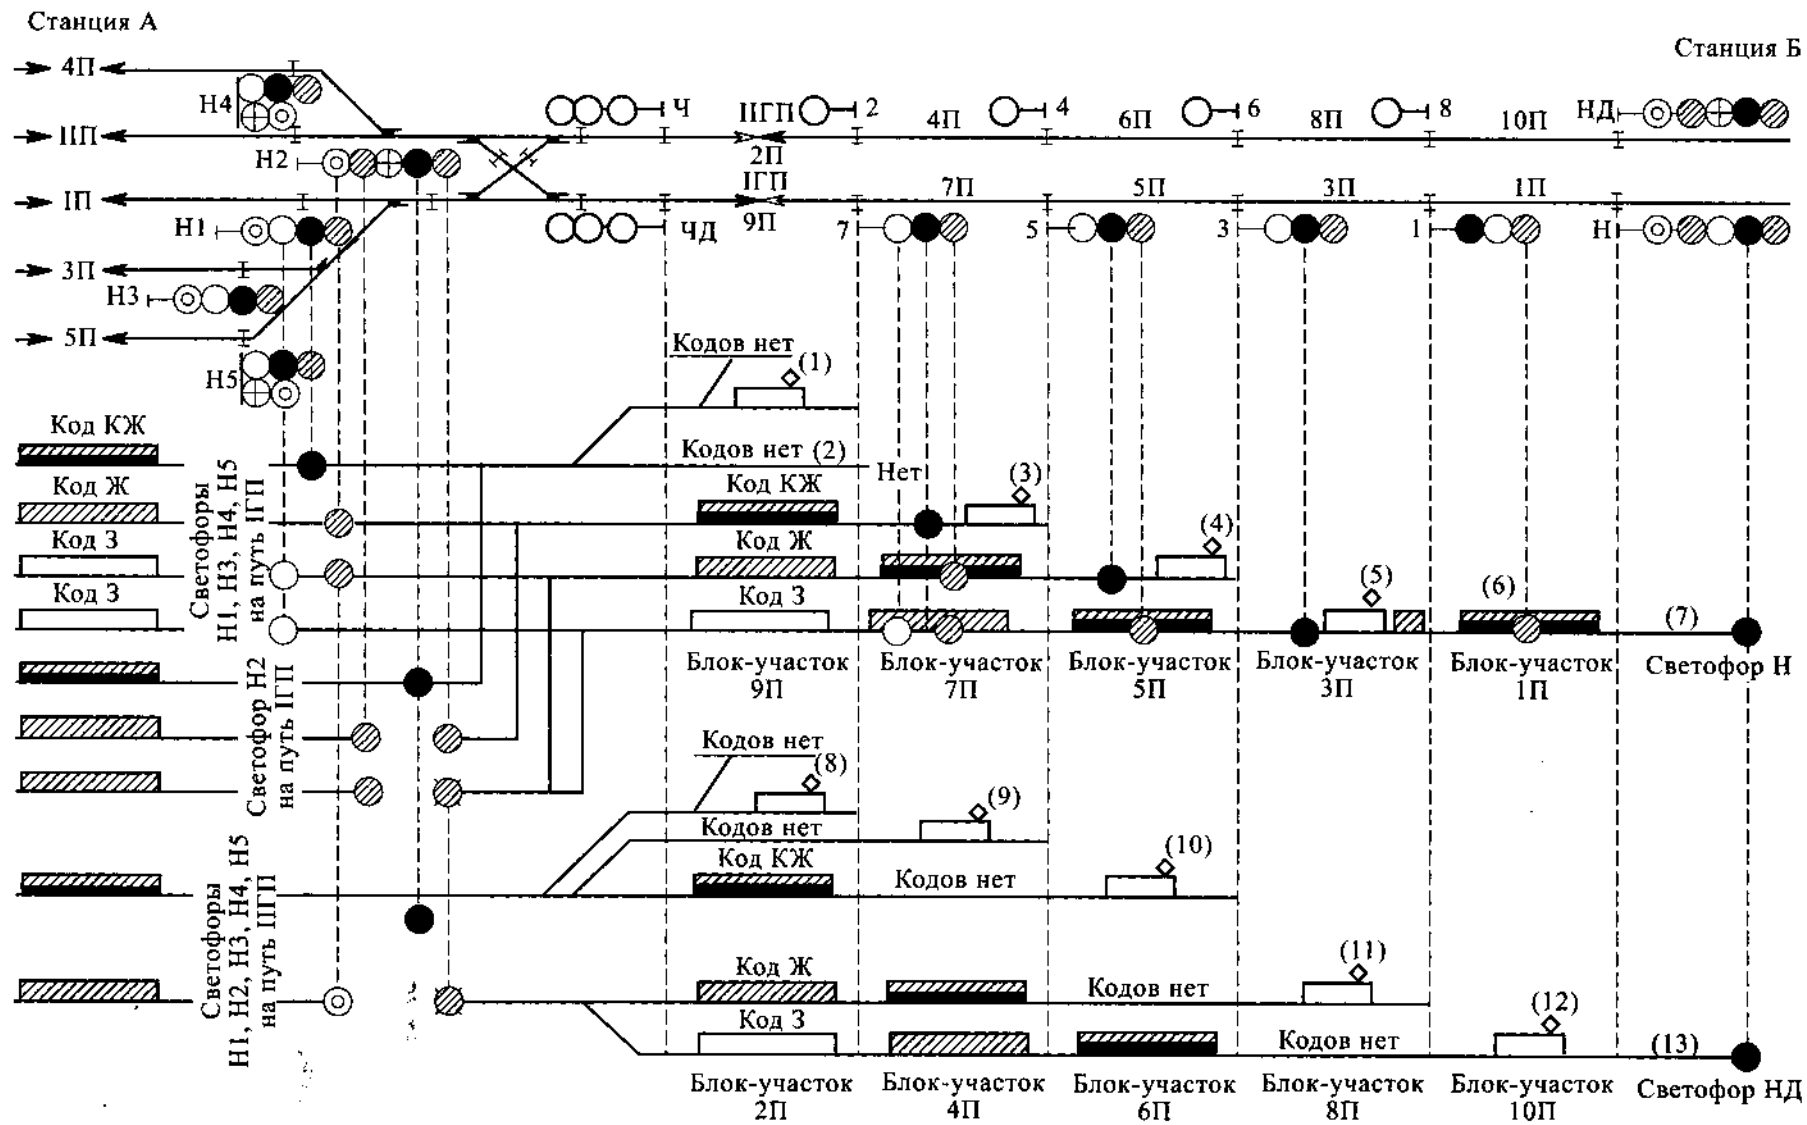 Станция А
Станция Б
4П
Н4
Ч
IIГП
2
4П
4
6П
6
8П
8
10П
НД
IIП
Н2
2П
IГП
7П
5П
3П
1П
IП
Н1
ЧД
9П
7
5
3
1
Н
3П
Н3
5П
Н5
Кодов нет
(1)
Код КЖ
Кодов нет (2)
Нет
(3)
Код Ж
Код КЖ
(4)
Код З
Код Ж
(5)
(6)
Код З
Код З
(7)
Светофоры
Н1, Н3, Н4, Н5
на путь IГП
Блок-участок
9П
Блок-участок
7П
Блок-участок
5П
Блок-участок
3П
Блок-участок
1П
Светофор Н
Светофор Н2
на путь IГП
Кодов нет
(8)
(9)
Кодов нет
Код КЖ
(10)
Кодов нет
Светофоры
Н1, Н2, Н3, Н4, Н5
на путь IIГП
Код Ж
Кодов нет
(11)
Код З
Кодов нет
(12)
(13)
Блок-участок
2П
Блок-участок
4П
Блок-участок
6П
Блок-участок
8П
Блок-участок
10П
Светофор НД